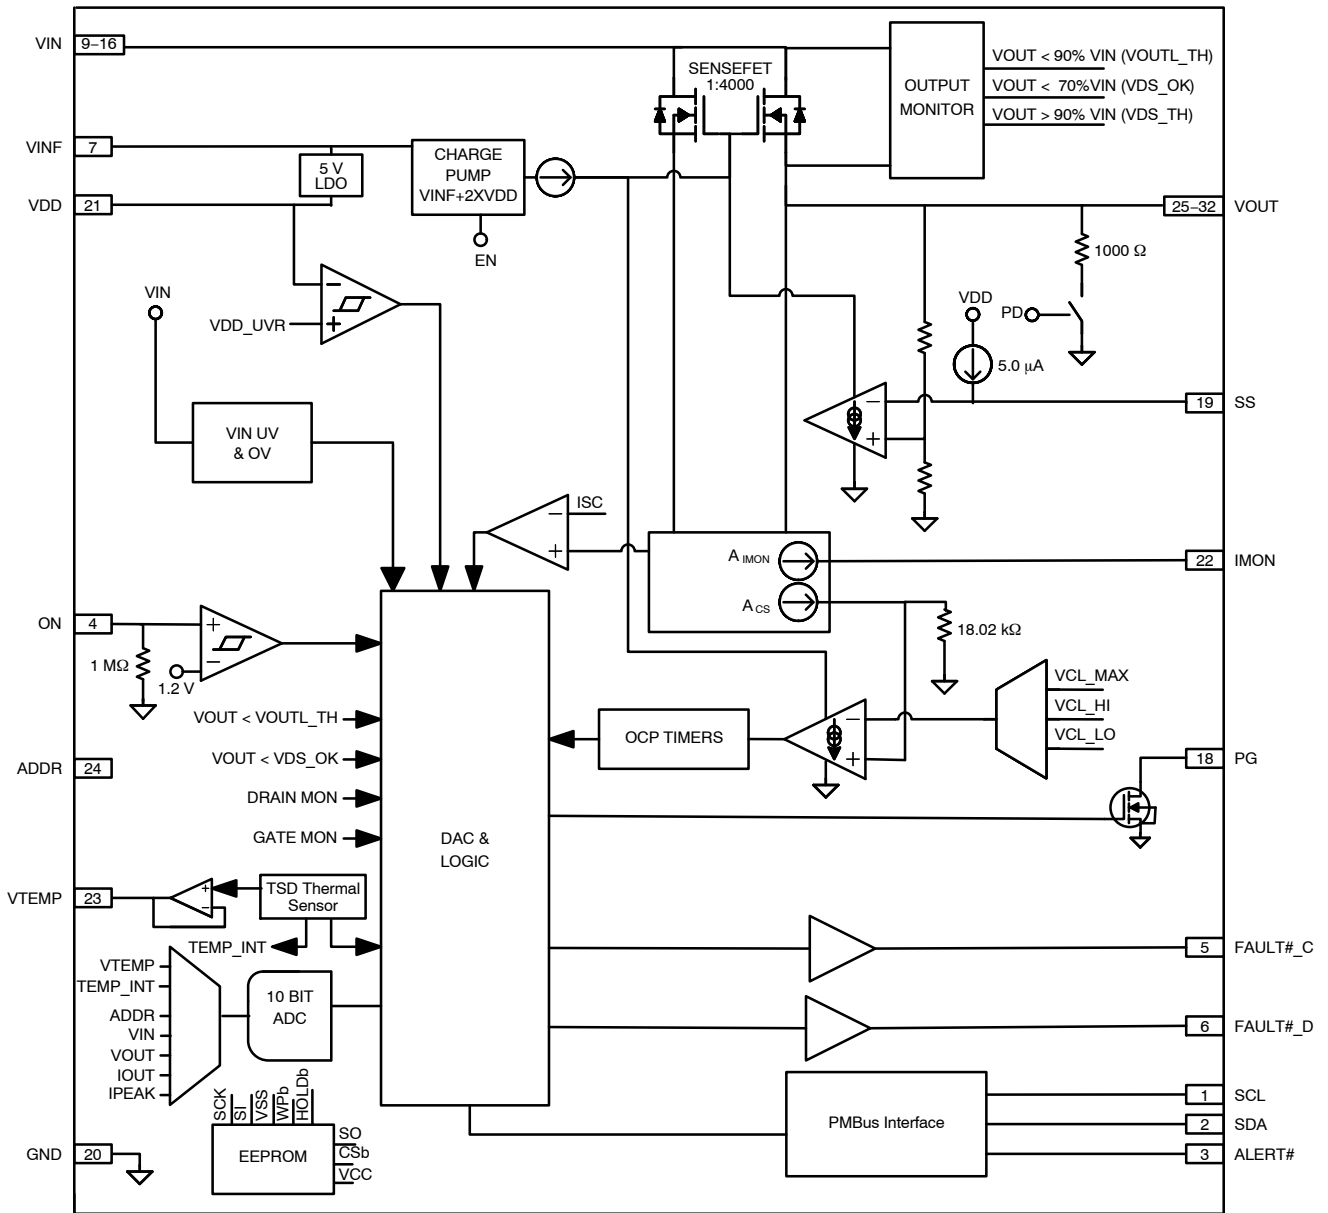 VIN
9–16
SENSEFET
1:4000
OUTPUT
MONITOR
VOUT < 90% VIN (VOUTL_TH)
VOUT < 70%VIN (VDS_OK)
VOUT > 90% VIN (VDS_TH)
VINF
7
5 V
LDO
CHARGE
PUMP
VINF+2XVDD
EN
VDD
21
25–32
VOUT
1000 Ω
VIN
VDD_UVR
−
+
VDD
PD
5.0 µA
−
+
19
SS
VIN UV
& OV
ISC
−
+
A IMON
A CS
22
IMON
18.02 kΩ
ON
4
+
−
1 MΩ
1.2 V
VCL_MAX
VCL_HI
VCL_LO
VOUT < VOUTL_TH
VOUT < VDS_OK
DRAIN MON
GATE MON
OCP TIMERS
−
+
ADDR
24
18
PG
DAC &
LOGIC
VTEMP
23
+
−
TSD Thermal
Sensor
TEMP_INT
5
FAULT#_C
VTEMP
TEMP_INT
ADDR
VIN
VOUT
IOUT
IPEAK
10 BIT
ADC
6
FAULT#_D
SCK
SI
VSS
WPb
HOLDb
EEPROM
SO
CSb
VCC
PMBus Interface
1
SCL
2
SDA
3
ALERT#
GND
20